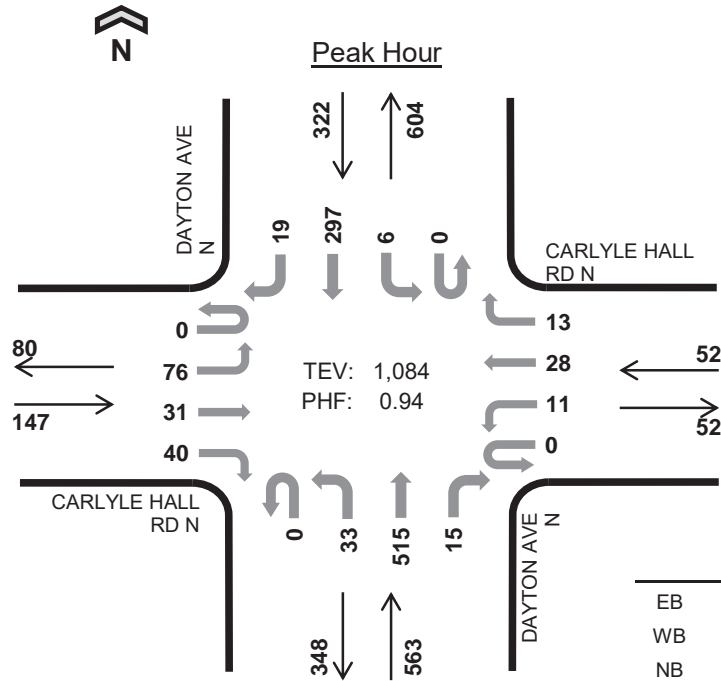 N
Peak Hour
DAYTON AVE
N
322
604
19
297
6
0
CARLYLE HALL
RD N
0
76
31
40
80
147
TEV: 1,084
PHF: 0.94
13
28
11
0
52
52
CARLYLE HALL
RD N
0
33
515
15
DAYTON AVE
N
348
563
EB
WB
NB